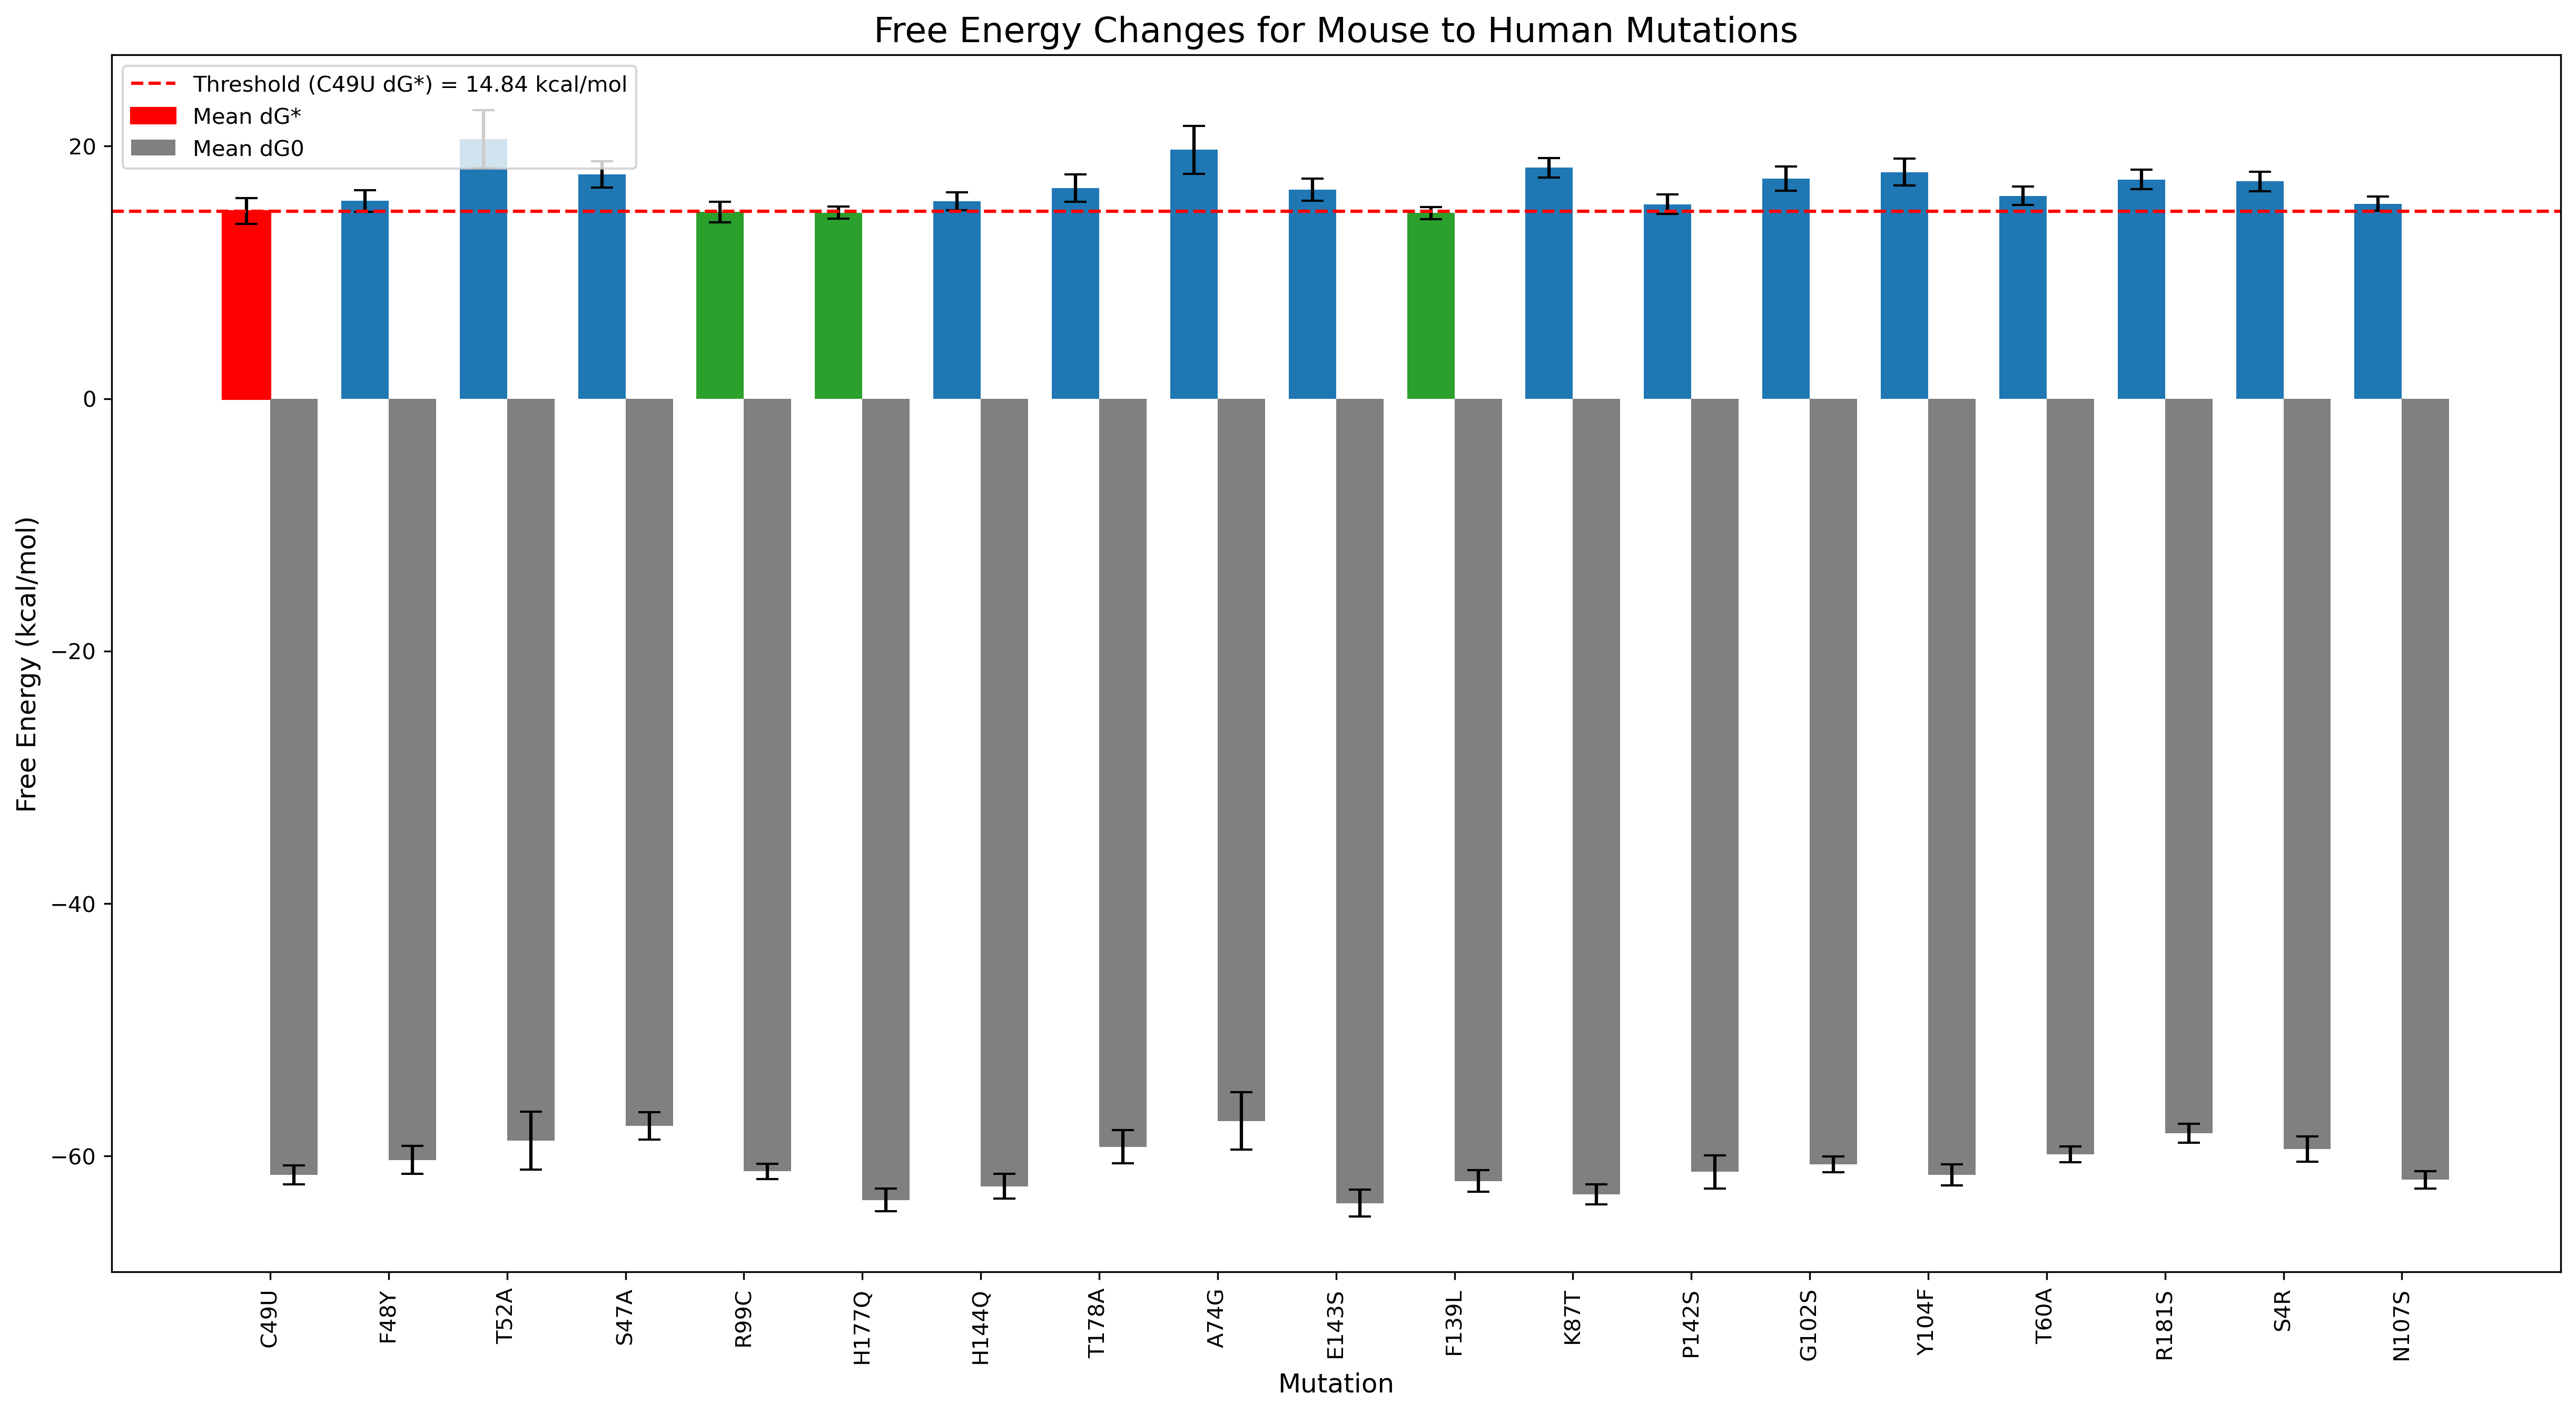 Free Energy Changes for Mouse to Human Mutations
Threshold (C49U dG*) = 14.84 kcal/mol
Mean dG*
Mean dG0
Free Energy (kcal/mol)
20
0
−20
−40
−60
C49U
F48Y
T52A
S47A
R99C
H177Q
H144Q
T178A
A74G
E143S
F139L
K87T
P142S
G102S
Y104F
T60A
R181S
S4R
N107S
Mutation